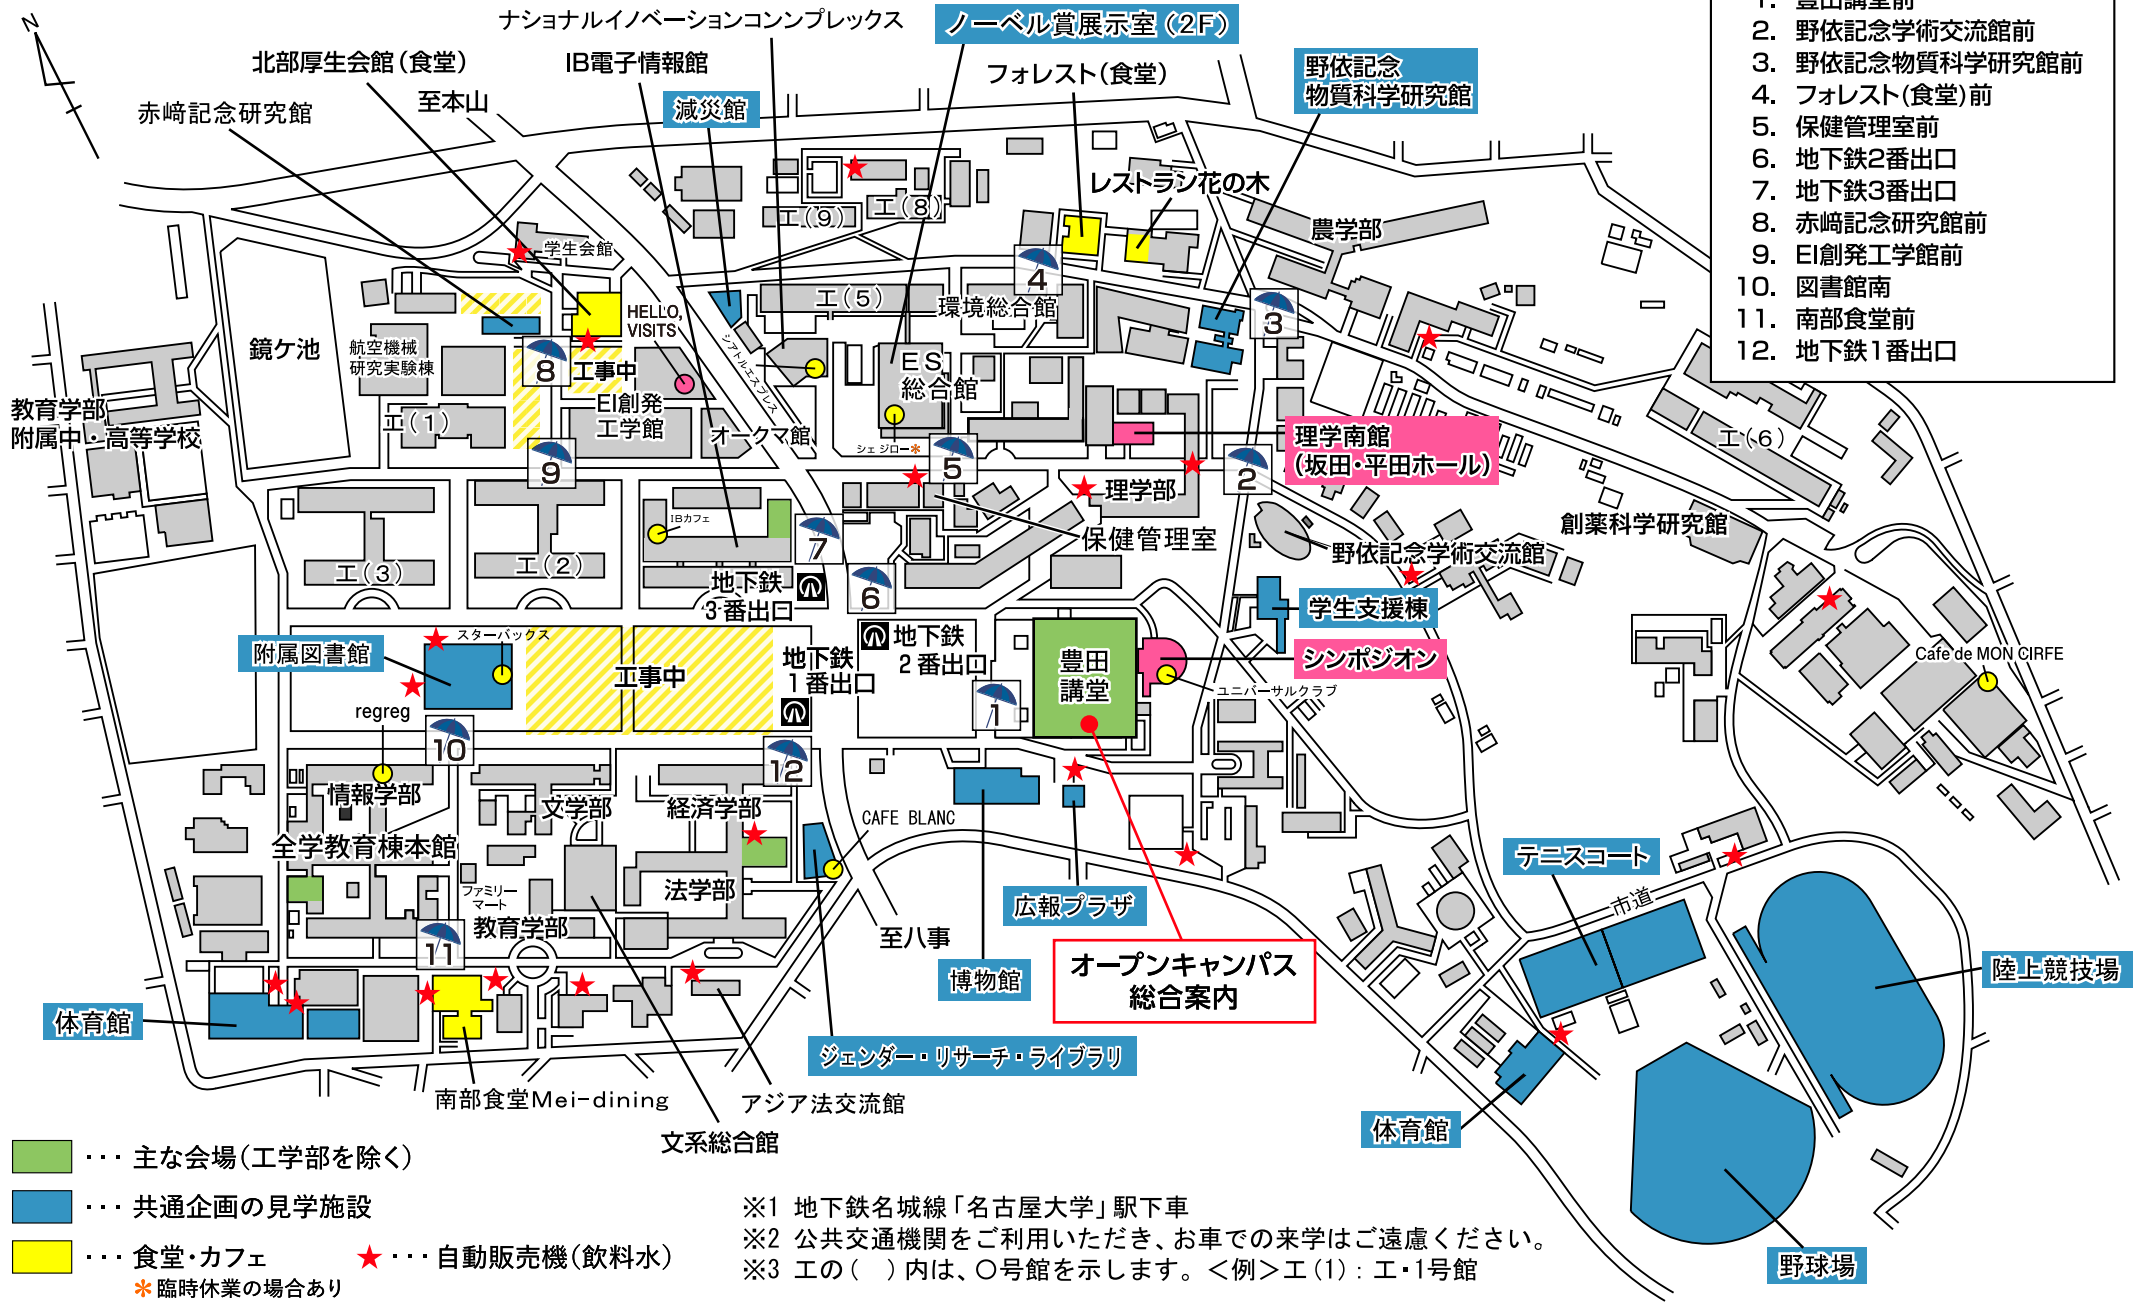 N
ナショナルイノベーションコンンプレックス
ノーベル賞展示室（2F）
北部厚生会館（食堂）
IB電子情報館
フォレスト（食堂）
野依記念
物質科学研究館
至本山
赤﨑記念研究館
減災館
レストラン花の木
1. 豊田講堂前
2. 野依記念学術交流館前
3. 野依記念物質科学研究館前
4. フォレスト(食堂)前
5. 保健管理室前
6. 地下鉄2番出口
7. 地下鉄3番出口
8. 赤﨑記念研究館前
9. EI創発工学館前
10. 図書館南
11. 南部食堂前
12. 地下鉄1番出口
工（9）
工（8）
農学部
学生会館
4
工（5）
環境総合館
3
HELLO,
VISITS
シアトルエスプレス
鏡ケ池
航空機械
研究実験棟
8
工事中
ES
総合館
EI創発
工学館
教育学部
附属中・高等学校
工（1）
オークマ館
シェ ジロー＊
理学南館
（坂田・平田ホール）
工（6）
9
5
2
理学部
IBカフェ
保健管理室
創薬科学研究館
7
野依記念学術交流館
工（3）
工（2）
地下鉄
3番出口
6
学生支援棟
スターバックス
附属図書館
工事中
地下鉄
1番出口
地下鉄
2番出口
豊田
講堂
シンポジオン
ユニバーサルクラブ
Cafe de MON CIRFE
1
regreg
10
12
情報学部
文学部
経済学部
CAFE BLANC
全学教育棟本館
テニスコート
ファミリー
マート
法学部
市道
広報プラザ
教育学部
11
至八事
オープンキャンパス
総合案内
博物館
陸上競技場
体育館
ジェンダー・リサーチ・ライブラリ
南部食堂Mei-dining
アジア法交流館
文系総合館
体育館
野球場
・・・ 主な会場（工学部を除く）
・・・ 共通企画の見学施設
・・・ 食堂・カフェ
★ ・・・ 自動販売機（飲料水）
＊臨時休業の場合あり
※1 地下鉄名城線「名古屋大学」駅下車
※2 公共交通機関をご利用いただき、お車での来学はご遠慮ください。
※3 工の（　）内は、〇号館を示します。＜例＞工（1）：工・1号館